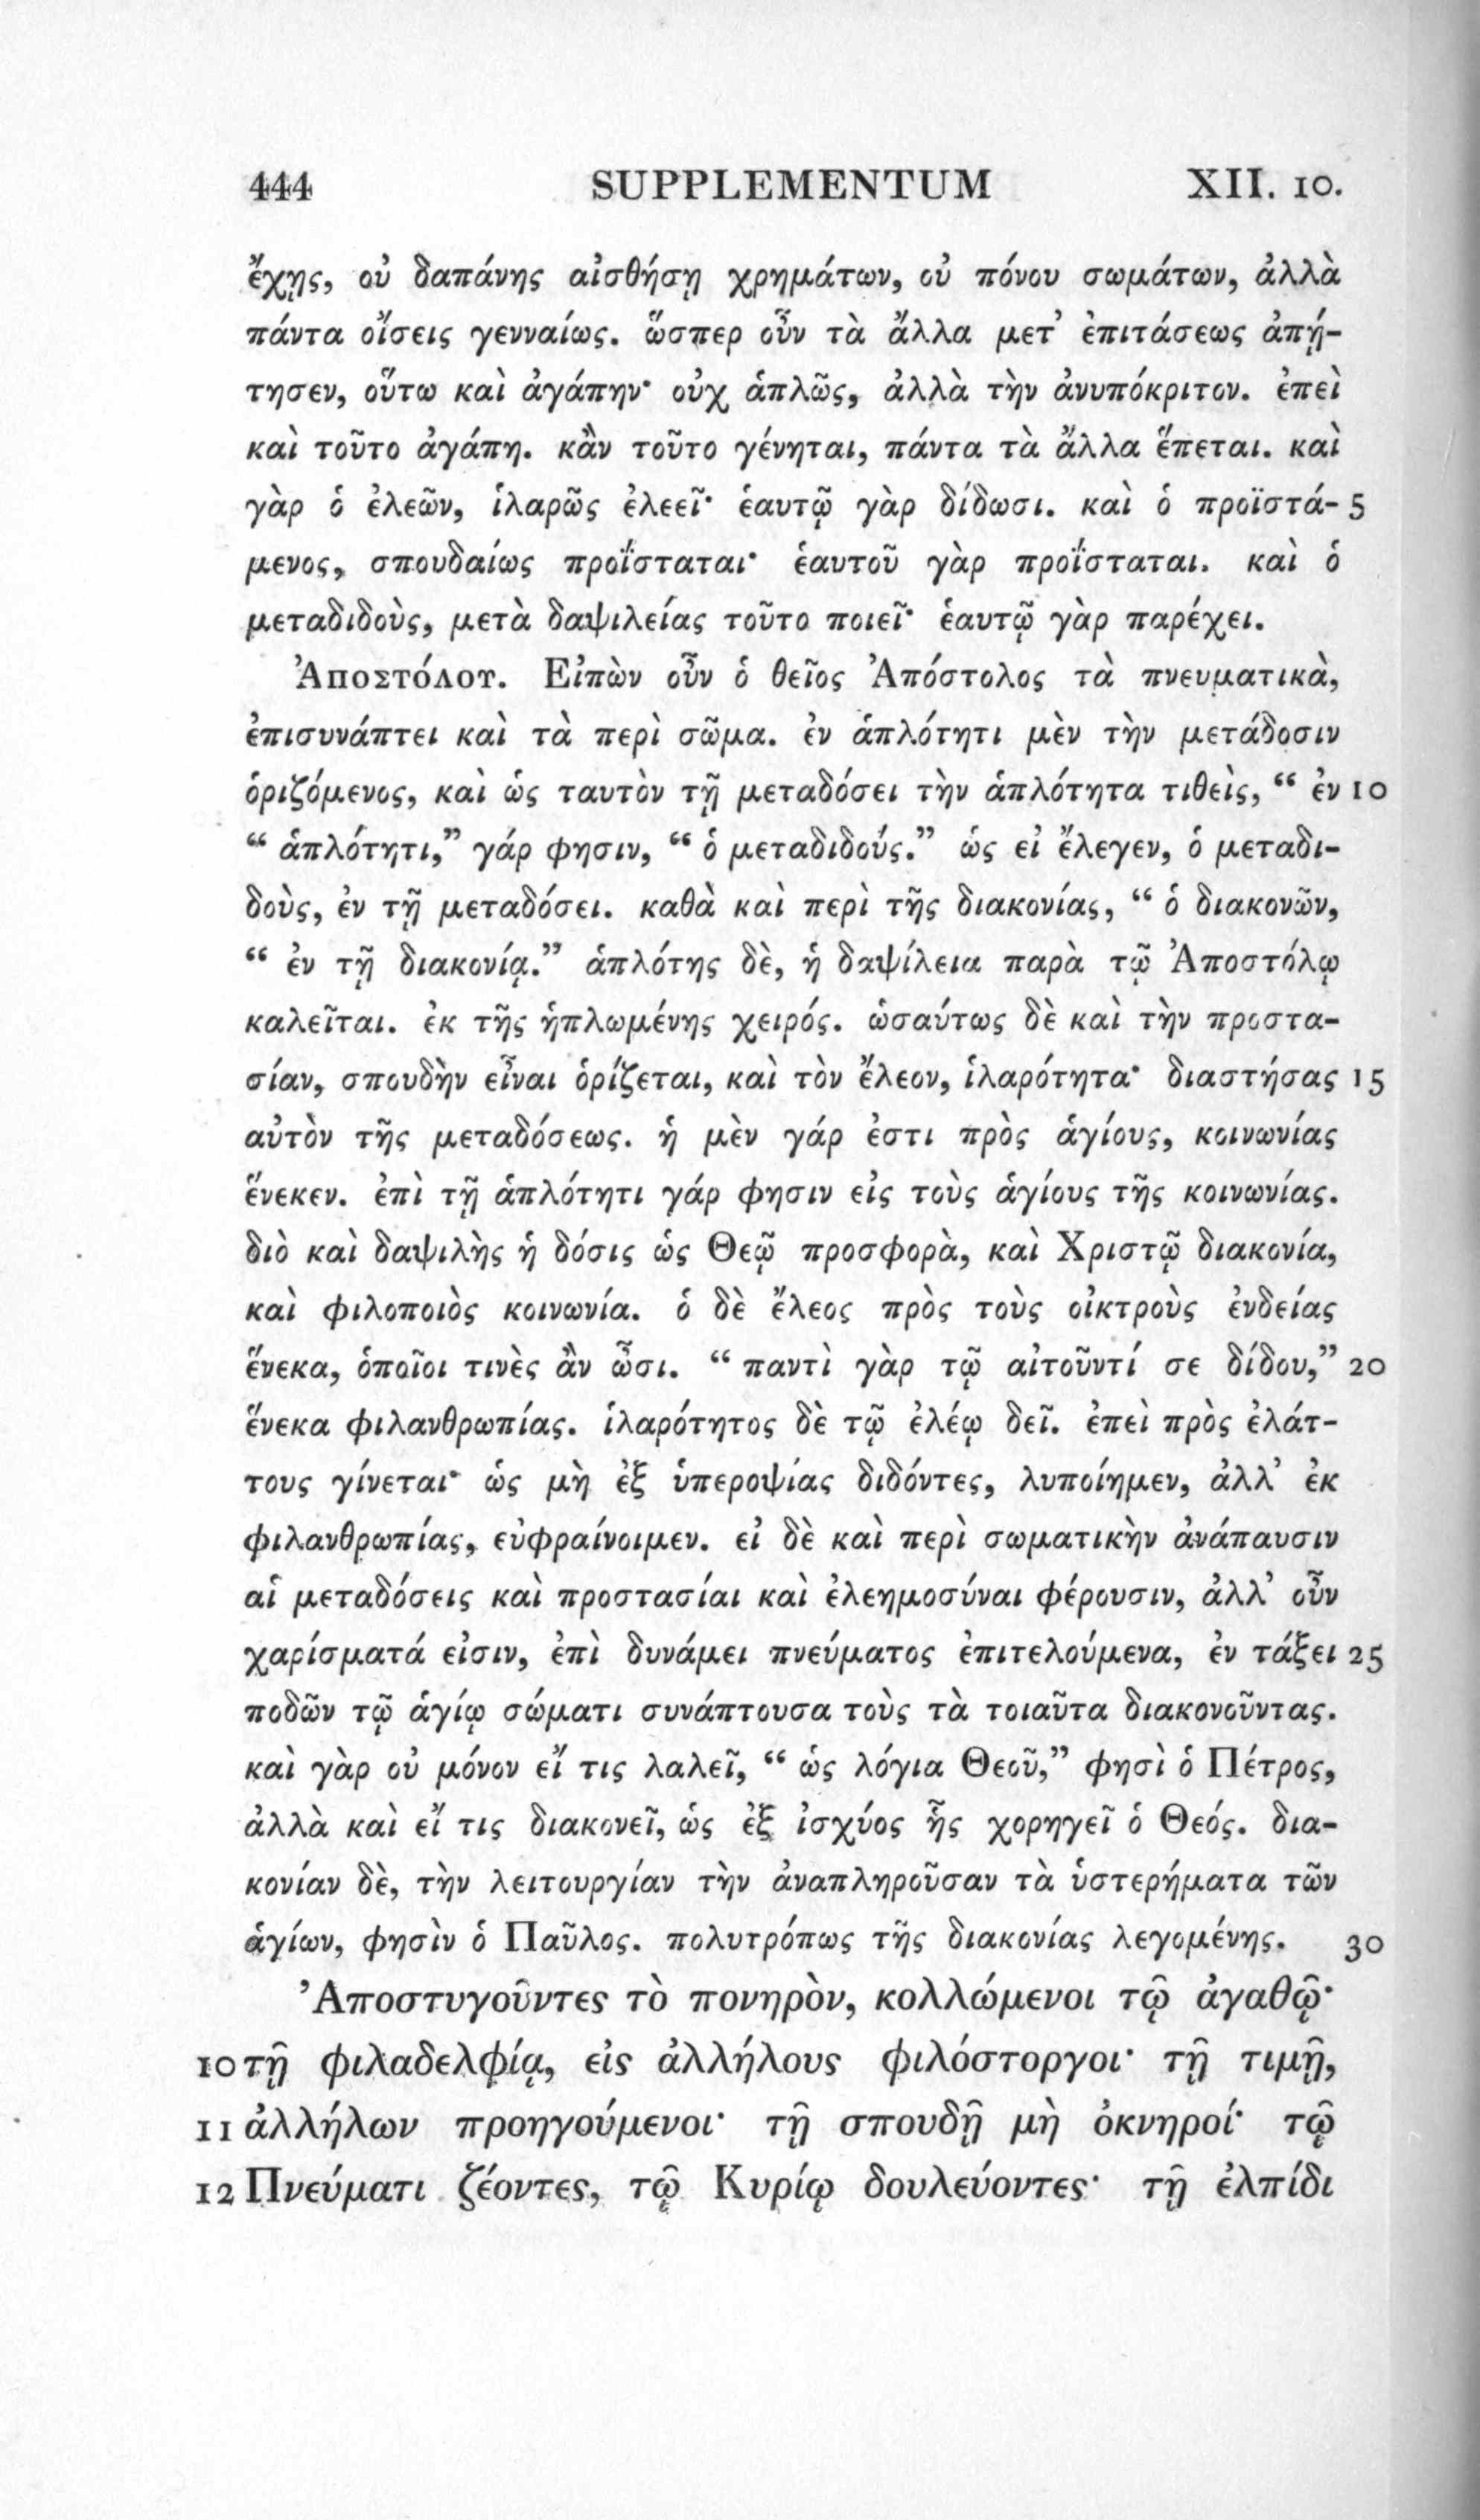 444 SUPPLEMENTUM XII. 10.
ἔχῃς, οὐ δαπάνης αἰσθήσῃ χρημάτων, οὐ πόνου σωμάτων, ἀλλὰ
πάντα οἴσεις γενναίως. ὥσπερ οὖν τὰ ἄλλα μετ᾽ ἐπιτάσεως ἀπῄ-
τησεν, οὕτω καὶ ἀγάπην· οὐχ ἁπλῶς, ἀλλὰ τὴν ἀνυπόκριτον. ἐπεὶ
καὶ τοῦτο ἀγάπη. κἂν τοῦτο γένηται, πάντα τὰ ἄλλα ἕπεται. καὶ
γὰρ ὁ ἐλεῶν, ἱλαρῶς ἐλεεῖ· ἑαυτῷ γὰρ δίδωσι. καὶ ὁ προϊστά- 5
μενος, σπουδαίως προΐσταται· ἑαυτοῦ γὰρ προΐσταται. καὶ ὁ
μεταδιδοὺς, μετὰ δαψιλείας τοῦτο ποιεῖ· ἑαυτῷ γὰρ παρέχει.
Ἀποστόλου. Εἰπὼν οὖν ὁ θεῖος Ἀπόστολος τὰ πνευματικὰ,
ἐπισυνάπτει καὶ τὰ περὶ σῶμα. ἐν ἁπλότητι μὲν τὴν μετάδοσιν
ὁριζόμενος, καὶ ὡς ταυτὸν τῇ μεταδόσει τὴν ἁπλότητα τιθεὶς, “ ἐν 10
“ ἁπλότητι,” γάρ φησιν, “ ὁ μεταδιδούς.” ὡς εἰ ἔλεγεν, ὁ μεταδι-
δοὺς, ἐν τῇ μεταδόσει. καθὰ καὶ περὶ τῆς διακονίας, “ ὁ διακονῶν,
“ ἐν τῇ διακονίᾳ.” ἁπλότης δὲ, ἡ δαψίλεια παρὰ τῷ Ἀποστόλῳ
καλεῖται. ἐκ τῆς ἡπλωμένης χειρός. ὡσαύτως δὲ καὶ τὴν προστα-
σίαν, σπουδὴν εἶναι ὁρίζεται, καὶ τὸν ἔλεον, ἱλαρότητα· διαστήσας 15
αὐτὸν τῆς μεταδόσεως. ἡ μὲν γάρ ἐστι πρὸς ἁγίους, κοινωνίας
ἕνεκεν. ἐπὶ τῇ ἁπλότητι γάρ φησιν εἰς τοὺς ἁγίους τῆς κοινωνίας.
διὸ καὶ δαψιλὴς ἡ δόσις ὡς Θεῷ προσφορὰ, καὶ Χριστῷ διακονία,
καὶ φιλοποιὸς κοινωνία. ὁ δὲ ἔλεος πρὸς τοὺς οἰκτροὺς ἐνδείας
ἕνεκα, ὁποῖοι τινὲς ἂν ὦσι. “ παντὶ γὰρ τῷ αἰτοῦντί σε δίδου,” 20
ἕνεκα φιλανθρωπίας. ἱλαρότητος δὲ τῷ ἐλέῳ δεῖ. ἐπεὶ πρὸς ἐλάτ-
τους γίνεται· ὡς μὴ ἐξ ὑπεροψίας διδόντες, λυποίημεν, ἀλλ᾽ ἐκ
φιλανθρωπίας, εὐφραίνοιμεν. εἰ δὲ καὶ περὶ σωματικὴν ἀνάπαυσιν
αἱ μεταδόσεις καὶ προστασίαι καὶ ἐλεημοσύναι φέρουσιν, ἀλλ᾽ οὖν
χαρίσματά εἰσιν, ἐπὶ δυνάμει πνεύματος ἐπιτελούμενα, ἐν τάξει 25
ποδῶν τῷ ἁγίῳ σώματι συνάπτουσα τοὺς τὰ τοιαῦτα διακονοῦντας.
καὶ γὰρ οὐ μόνον εἴ τις λαλεῖ, “ ὡς λόγια Θεοῦ,” φησὶ ὁ Πέτρος,
ἀλλὰ καὶ εἴ τις διακονεῖ, ὡς ἐξ ἰσχύος ἧς χορηγεῖ ὁ Θεός. δια-
κονίαν δὲ, τὴν λειτουργίαν τὴν ἀναπληροῦσαν τὰ ὑστερήματα τῶν
ἁγίων, φησὶν ὁ Παῦλος. πολυτρόπως τῆς διακονίας λεγομένης. 30
Ἀποστυγοῦντες τὸ πονηρὸν, κολλώμενοι τῷ ἀγαθῷ·
10 τῇ φιλαδελφίᾳ, εἰς ἀλλήλους φιλόστοργοι· τῇ τιμῇ,
11 ἀλλήλων προηγούμενοι· τῇ σπουδῇ μὴ ὀκνηροί· τῷ
12 Πνεύματι ζέοντες, τῷ Κυρίῳ δουλεύοντες· τῇ ἐλπίδι